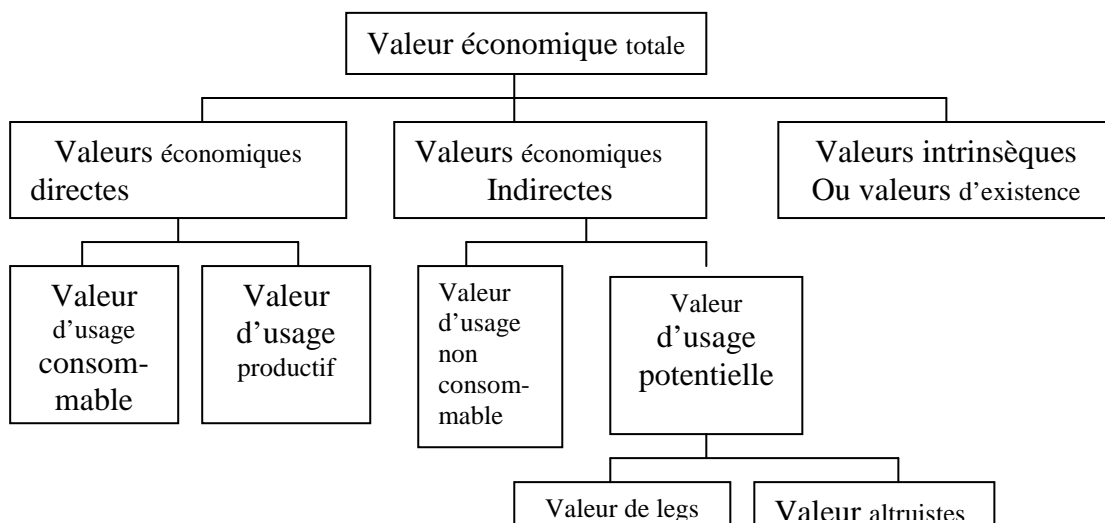 Valeur économique totale
Valeurs économiques
directes
Valeurs économiques
Indirectes
Valeurs intrinsèques
Ou valeurs d'existence
Valeur
d'usage
consom-
mable
Valeur
d'usage
productif
Valeur
d'usage
non
consom-
mable
Valeur
d'usage
potentielle
Valeur de legs
Valeur altruistes